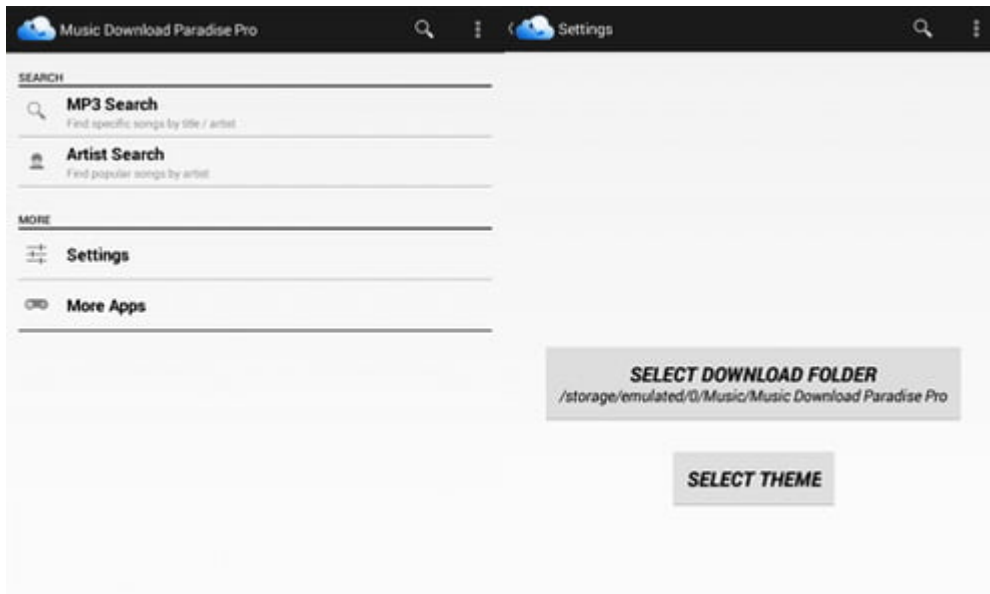 Music Download Paradise Pro
SEARCH
MP3 Search
Find specific songs by title / artist
Artist Search
Find popular songs by artist
MORE
Settings
More Apps
Settings
SELECT DOWNLOAD FOLDER
/storage/emulated/0/Music/Music Download Paradise Pro
SELECT THEME